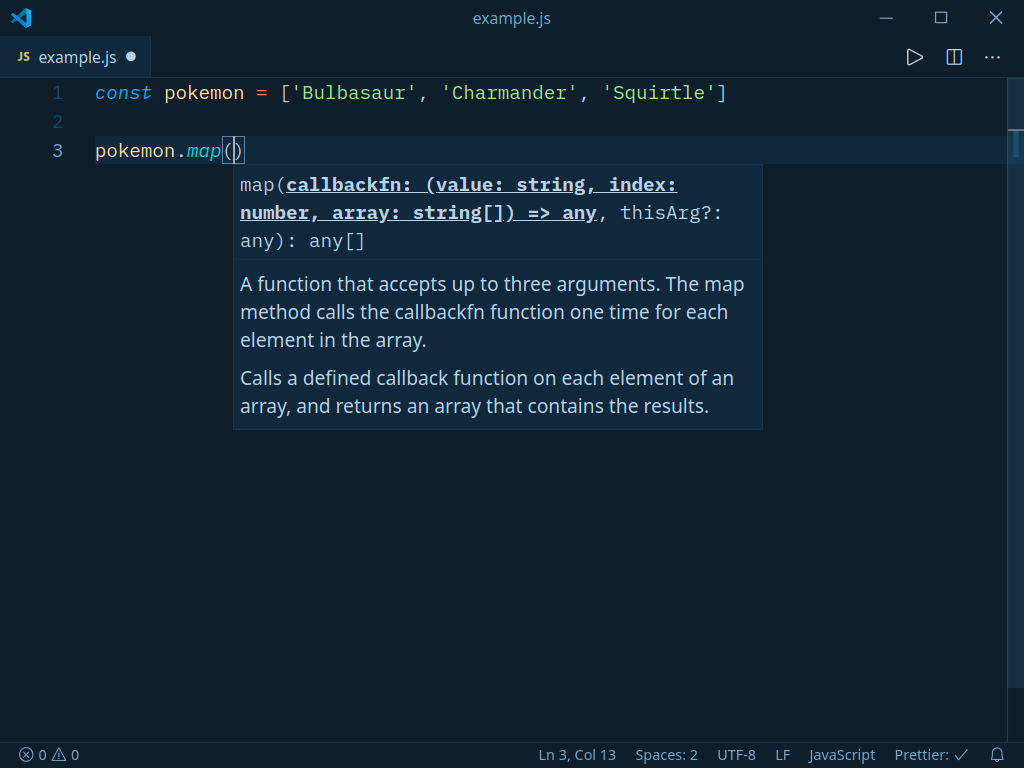 example.js
JS example.js
1 const pokemon = ['Bulbasaur', 'Charmander', 'Squirtle']
2
3 pokemon.map()
map(callbackfn: (value: string, index:
number, array: string[]) => any, thisArg?:
any): any[]
A function that accepts up to three arguments. The map
method calls the callbackfn function one time for each
element in the array.
Calls a defined callback function on each element of an
array, and returns an array that contains the results.
0 0 Ln 3, Col 13 Spaces: 2 UTF-8 LF JavaScript Prettier: ✓